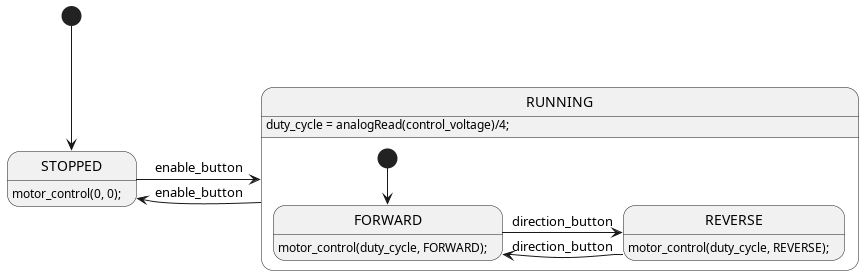 RUNNING
duty_cycle = analogRead(control_voltage)/4;
STOPPED
motor_control(0, 0);
enable_button
enable_button
FORWARD
motor_control(duty_cycle, FORWARD);
direction_button
direction_button
REVERSE
motor_control(duty_cycle, REVERSE);